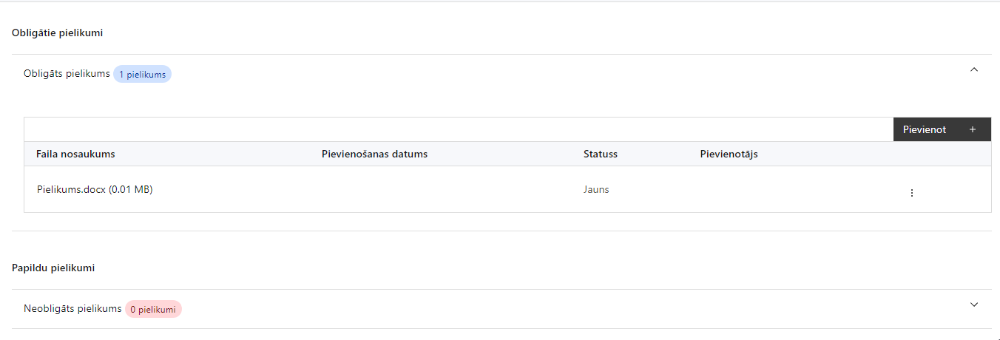 Obligātie pielikumi
Obligāts pielikums 1 pielikums
Pievienot +
Faila nosaukums Pievienošanas datums Statuss Pievienotājs
Pielikums.docx (0.01 MB) Jauns
Papildu pielikumi
Neobligāts pielikums 0 pielikumi